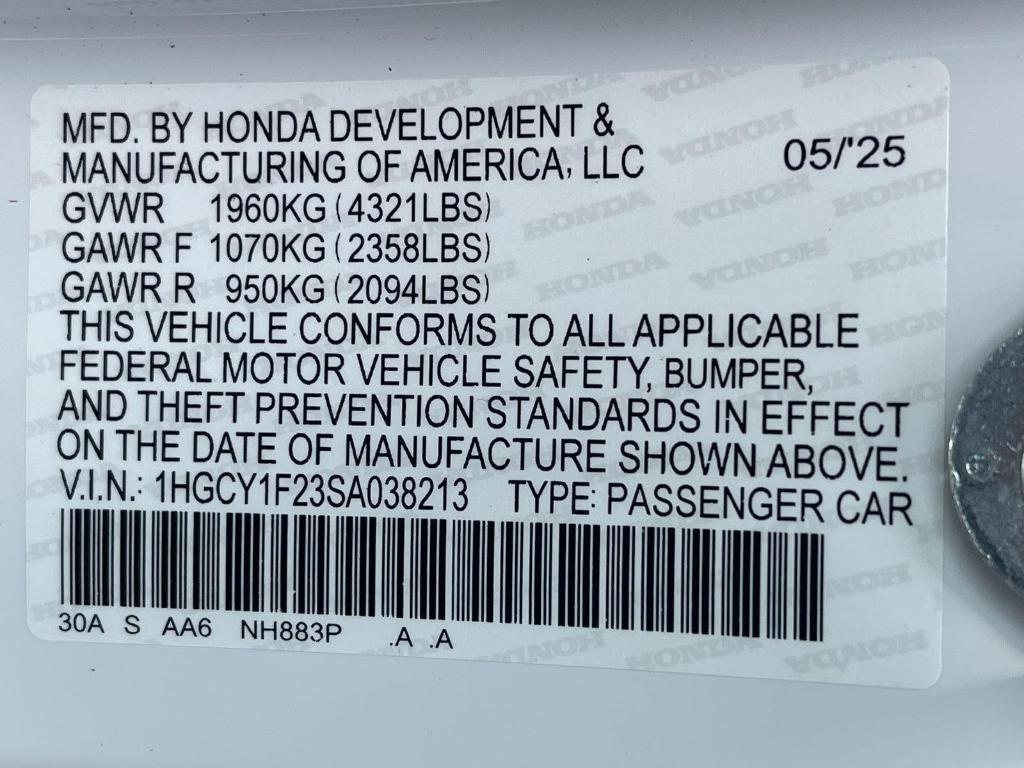 MFD. BY HONDA DEVELOPMENT &
MANUFACTURING OF AMERICA, LLC
05/'25
GVWR 1960KG (4321LBS)
GAWR F 1070KG (2358LBS)
GAWR R 950KG (2094LBS)
THIS VEHICLE CONFORMS TO ALL APPLICABLE
FEDERAL MOTOR VEHICLE SAFETY, BUMPER,
AND THEFT PREVENTION STANDARDS IN EFFECT
ON THE DATE OF MANUFACTURE SHOWN ABOVE.
V.I.N.: 1HGCY1F23SA038213 TYPE: PASSENGER CAR
30A S AA6 NH883P .A .A